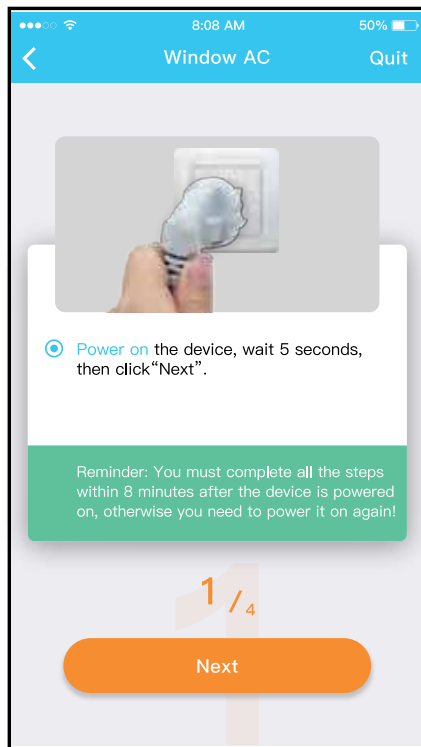 8:08 AM
50%
Window AC
Quit
Power on the device, wait 5 seconds,
then click“Next”.
Reminder: You must complete all the steps
within 8 minutes after the device is powered
on, otherwise you need to power it on again!
1
1 / 4
Next